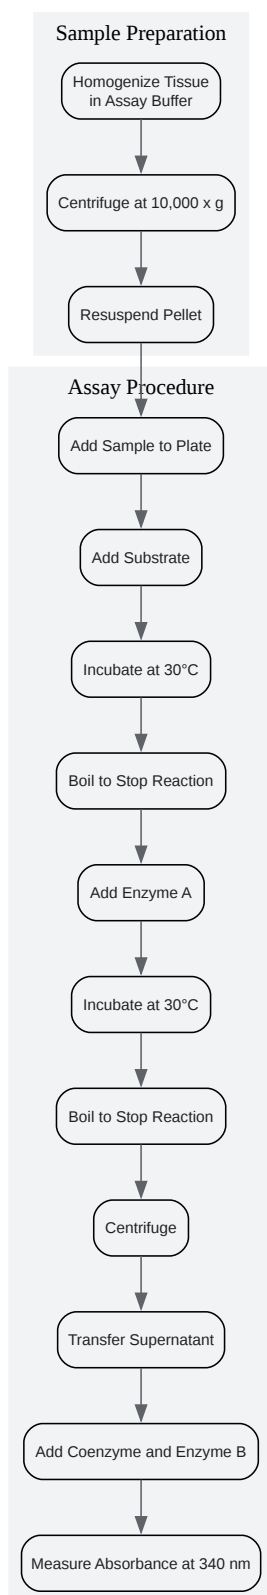 Sample Preparation
Homogenize Tissue
in Assay Buffer
Centrifuge at 10,000 x g
Resuspend Pellet
Assay Procedure
Add Sample to Plate
Add Substrate
Incubate at 30°C
Boil to Stop Reaction
Add Enzyme A
Incubate at 30°C
Boil to Stop Reaction
Centrifuge
Transfer Supernatant
Add Coenzyme and Enzyme B
Measure Absorbance at 340 nm